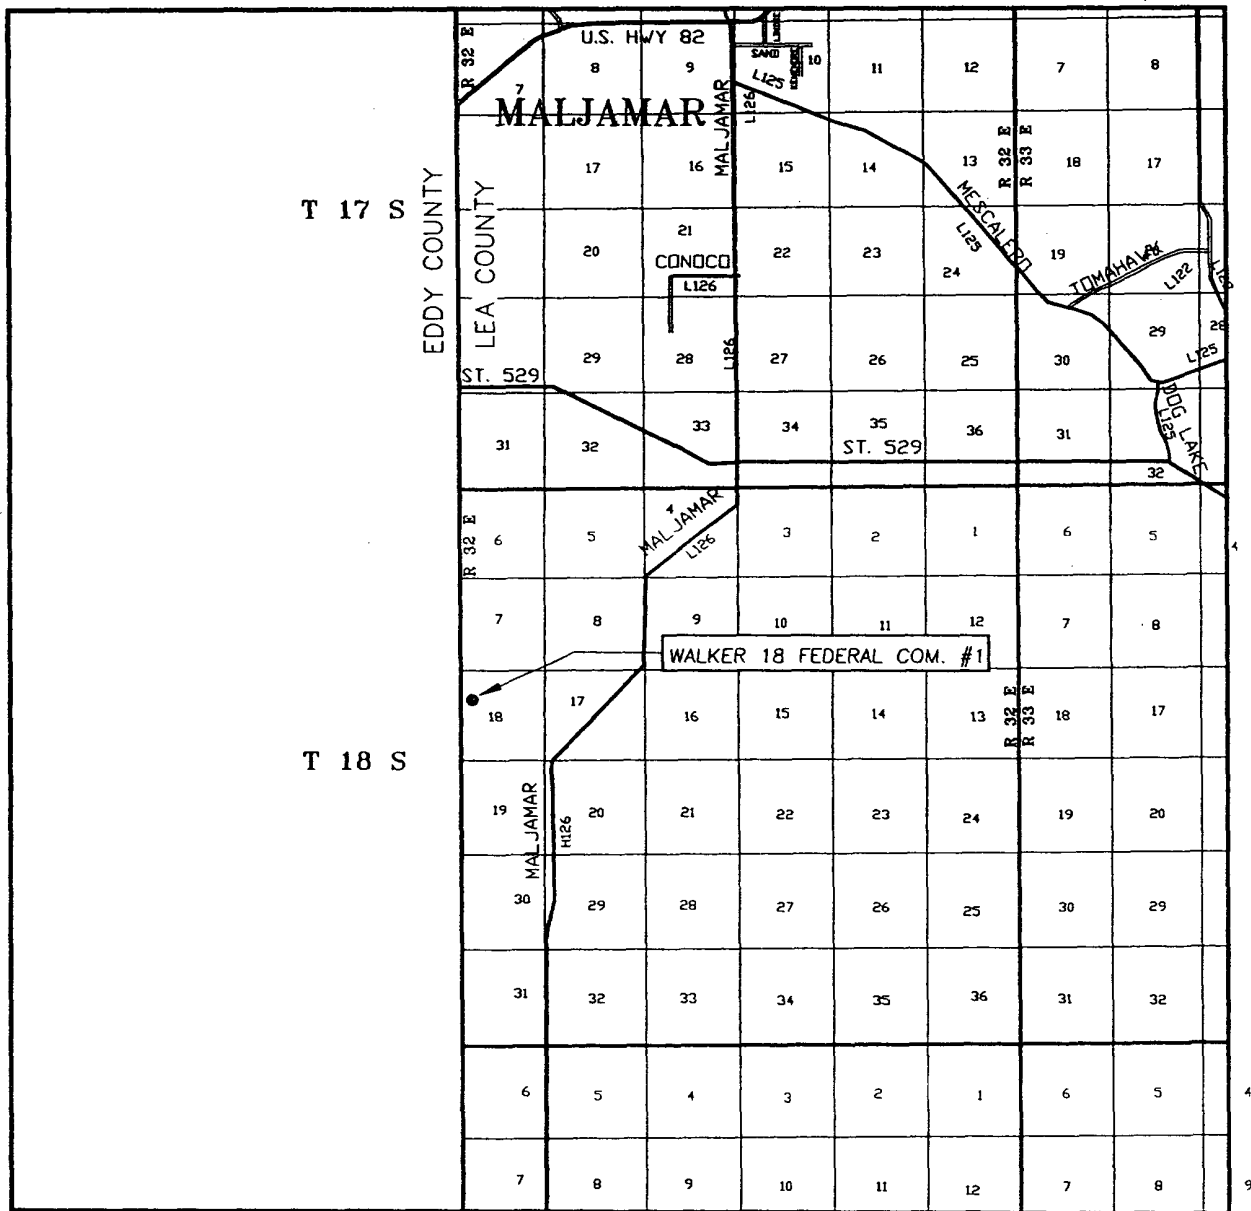 U.S. HWY 82
R 32 E
7 8 9 10 11 12 7 8
SAND
L125
MALJAMAR
MALJAMAR
L126
17 16 15 14 13 18 17
R 32 E
R 33 E
T 17 S
EDDY COUNTY
LEA COUNTY
MESCALERO
L125
20 21 22 23 24 19
CONOCO
L126
TOMAHAWK
L122
29 28 27 26 25 30 29 28
L126
L125
ST. 529
31 32 33 34 35 36 31 32
ST. 529
DOG LAKE
L125
R 32 E
6 5 4 3 2 1 6 5 4
MALJAMAR
L126
7 8 9 10 11 12 7 8
WALKER 18 FEDERAL COM. #1
18 17 16 15 14 13 18 17
R 32 E
R 33 E
T 18 S
19 20 21 22 23 24 19 20
MALJAMAR
H126
30 29 28 27 26 25 30 29
31 32 33 34 35 36 31 32
6 5 4 3 2 1 6 5 4
7 8 9 10 11 12 7 8 9